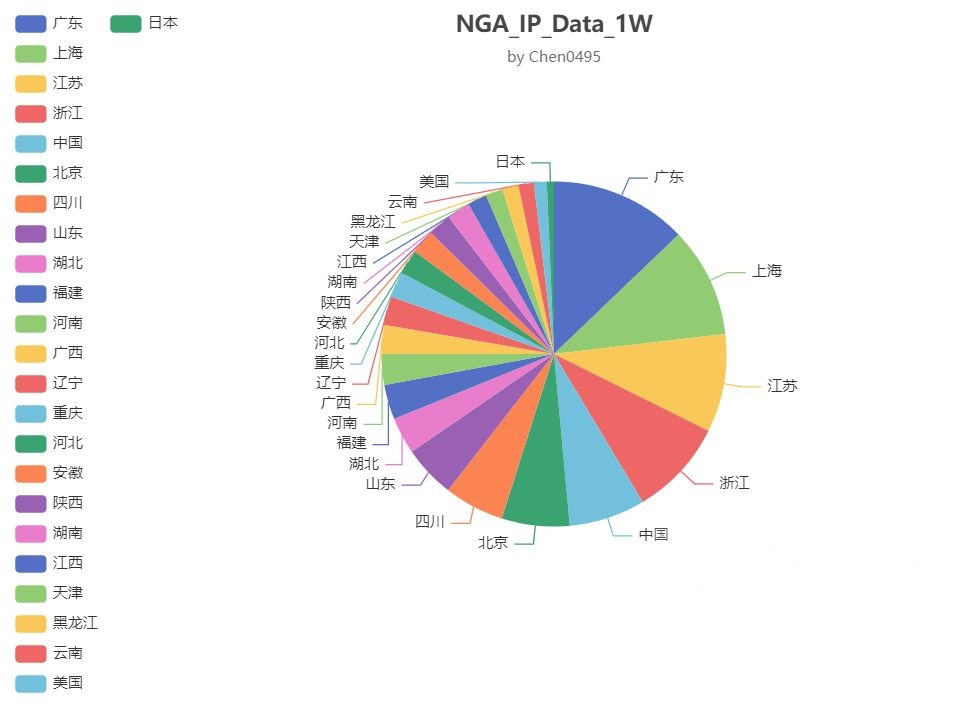 NGA_IP_Data_1W
by Chen0495
广东
日本
上海
江苏
浙江
中国
北京
四川
山东
湖北
福建
河南
广西
辽宁
重庆
河北
安徽
陕西
湖南
江西
天津
黑龙江
云南
美国
日本
美国
云南
黑龙江
天津
江西
湖南
陕西
安徽
河北
重庆
辽宁
广西
河南
福建
湖北
山东
四川
北京
广东
上海
江苏
浙江
中国